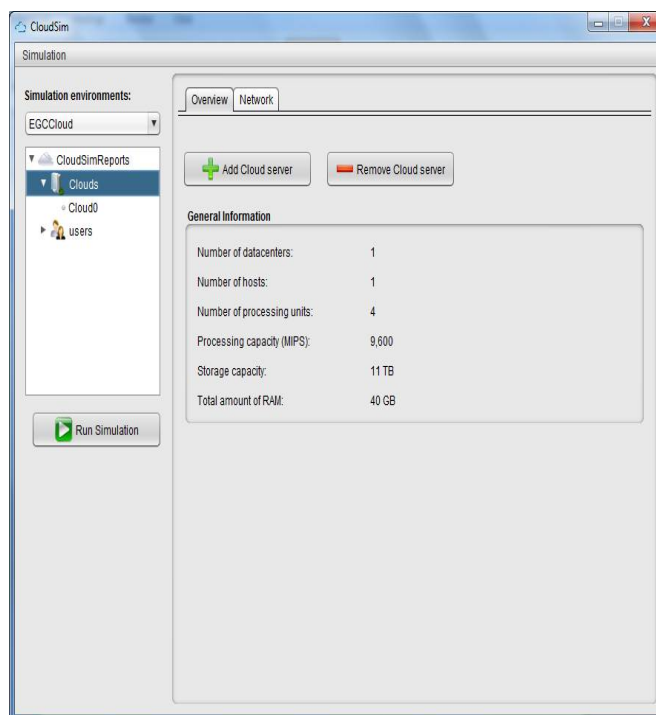 CloudSim
Simulation
Simulation environments:
EGCCloud
CloudSimReports
Clouds
Cloud0
users
Run Simulation
Overview Network
Add Cloud server Remove Cloud server
General Information
Number of datacenters: 1
Number of hosts: 1
Number of processing units: 4
Processing capacity (MIPS): 9,600
Storage capacity: 11 TB
Total amount of RAM: 40 GB